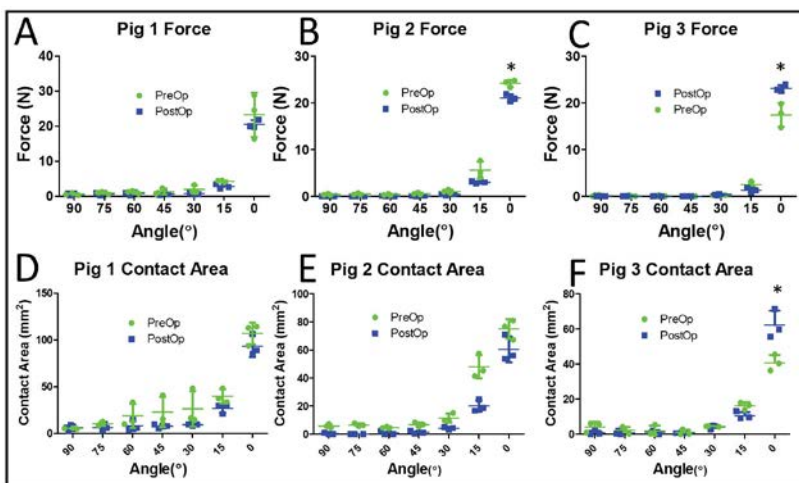 A Pig 1 Force
40
30
20
10
0
Force (N)
PreOp
PostOp
90 75 60 45 30 15 0
Angle(°)
B Pig 2 Force
30
20
10
0
Force (N)
*
PreOp
PostOp
90 75 60 45 30 15 0
Angle(°)
C Pig 3 Force
30
20
10
0
Force (N)
*
PostOp
PreOp
90 75 60 45 30 15 0
Angle(°)
D Pig 1 Contact Area
150
100
50
0
Contact Area (mm²)
PreOp
PostOp
90 75 60 45 30 15 0
Angle(°)
E Pig 2 Contact Area
100
80
60
40
20
0
Contact Area (mm²)
PreOp
PostOp
90 75 60 45 30 15 0
Angle(°)
F Pig 3 Contact Area
80
60
40
20
0
Contact Area (mm²)
*
PreOp
PostOp
90 75 60 45 30 15 0
Angle(°)